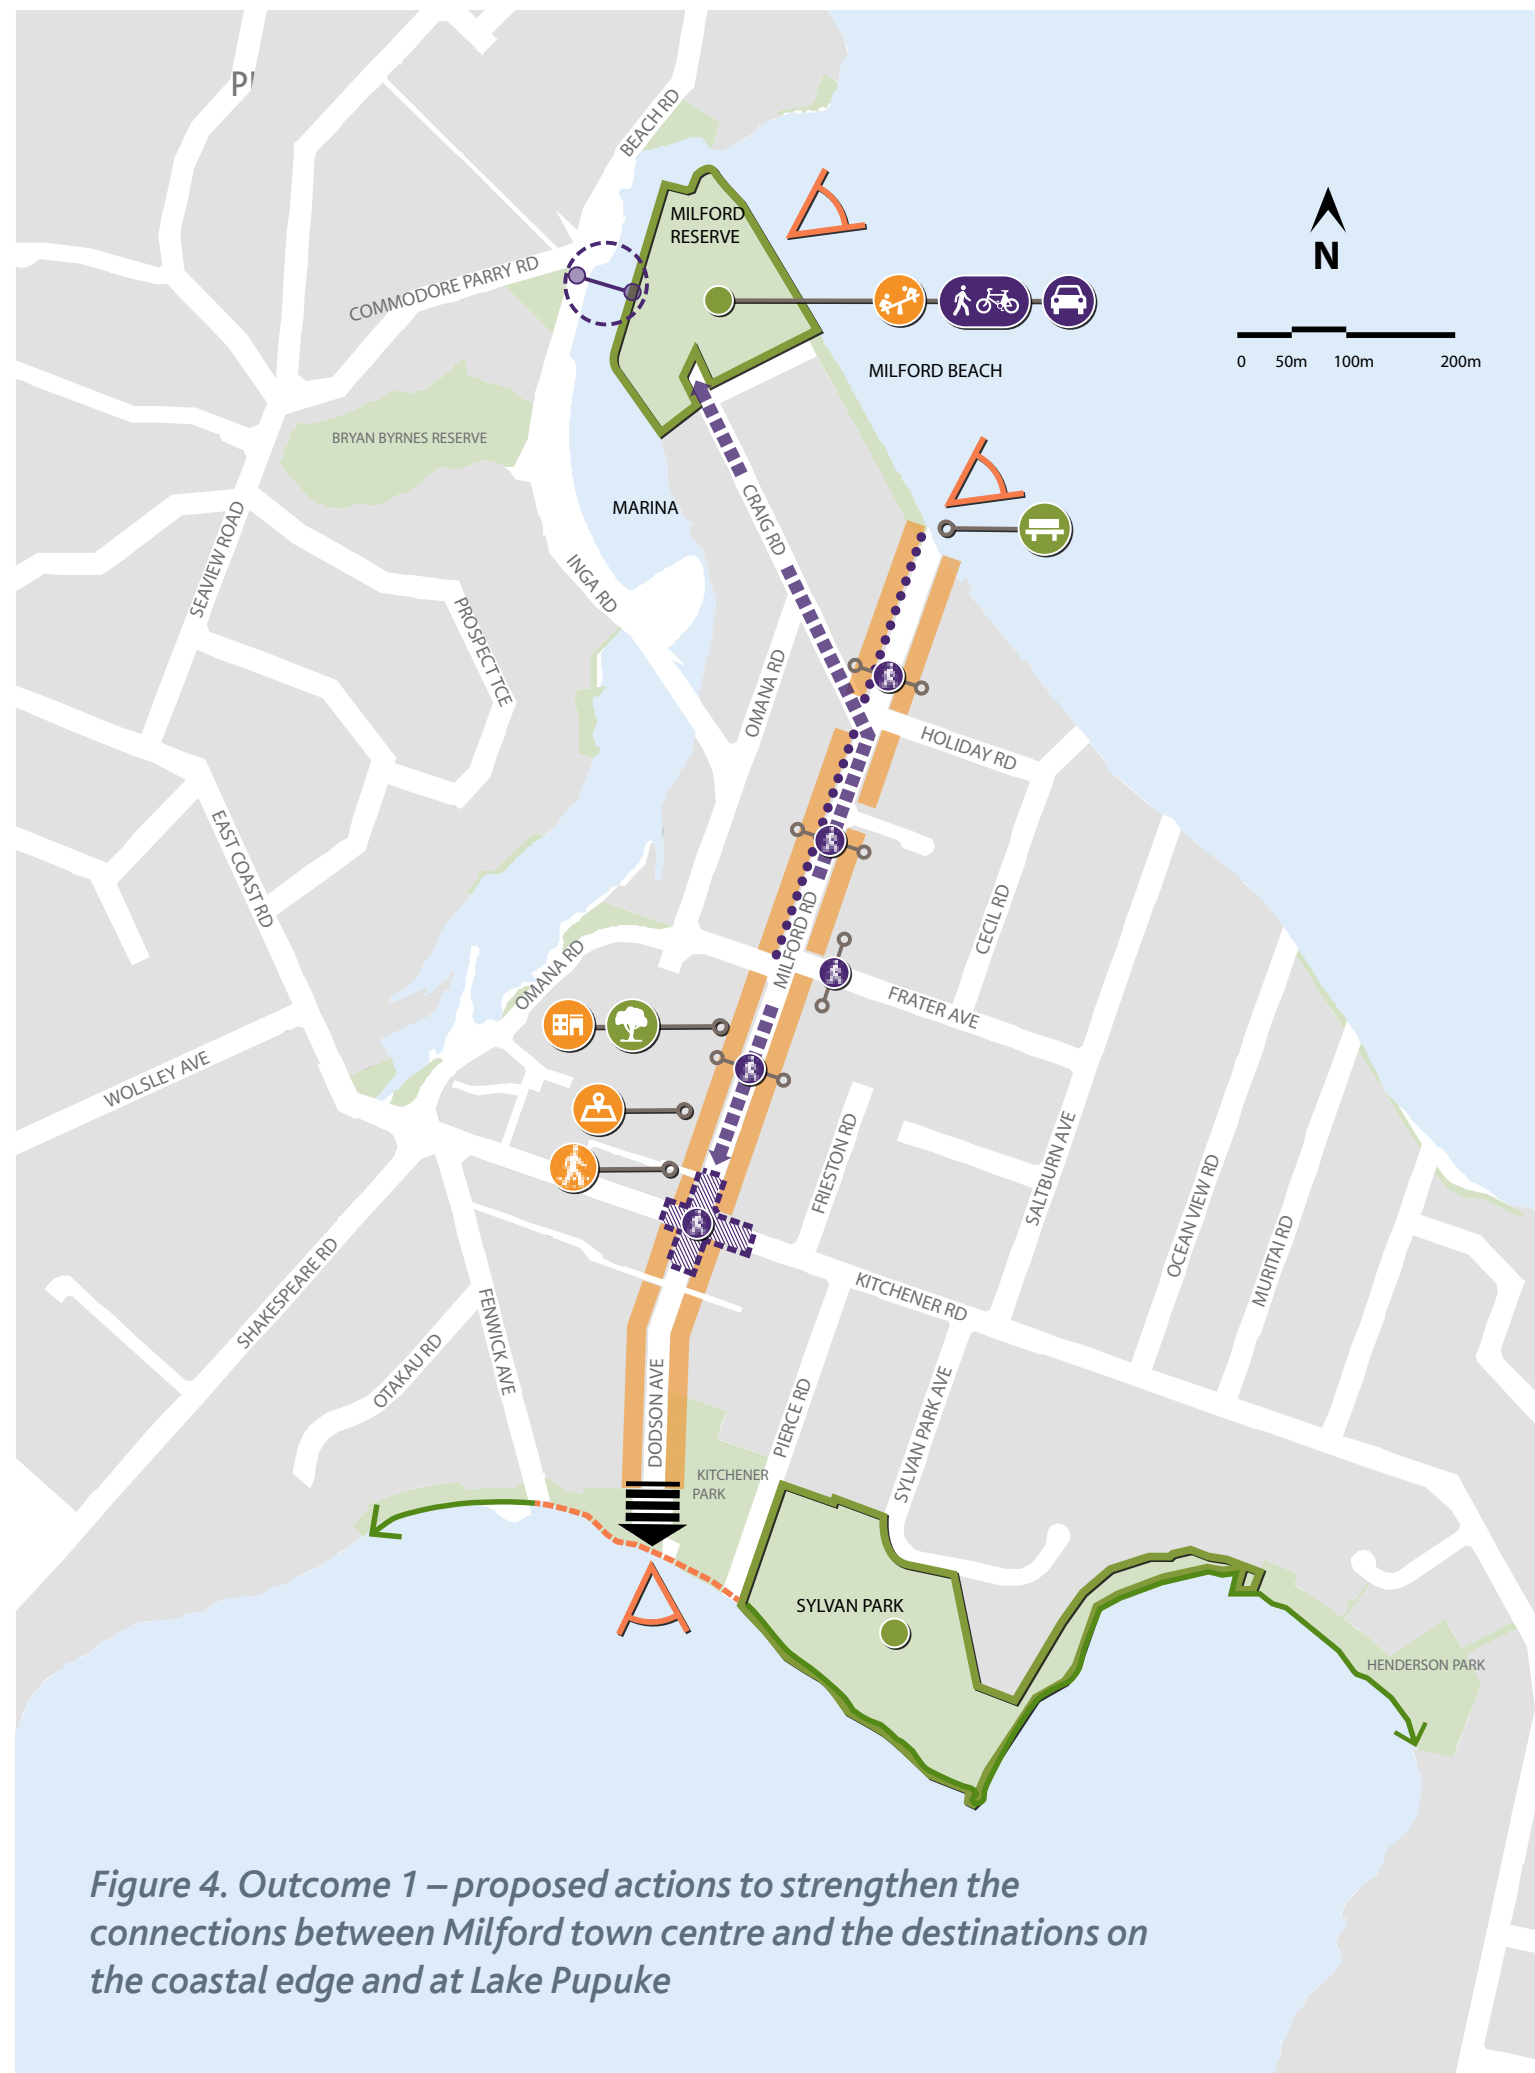 PI
BEACH RD
MILFORD
RESERVE
COMMODORE PARRY RD
N
0 50m 100m 200m
MILFORD BEACH
BRYAN BYRNES RESERVE
MARINA
CRAIG RD
SEAVIEW ROAD
INGA RD
PROSPECT TCE
OMANA RD
HOLIDAY RD
EAST COAST RD
MILFORD RD
CECIL RD
OMANA RD
FRATER AVE
WOLSLEY AVE
FRIESTON RD
SALTBURN AVE
OCEAN VIEW RD
MURITAI RD
SHAKESPEARE RD
KITCHENER RD
FENWICK AVE
OTAKAU RD
DODSON AVE
PIERCE RD
SYLVAN PARK AVE
KITCHENER
PARK
SYLVAN PARK
HENDERSON PARK
Figure 4. Outcome 1 – proposed actions to strengthen the
connections between Milford town centre and the destinations on
the coastal edge and at Lake Pupuke